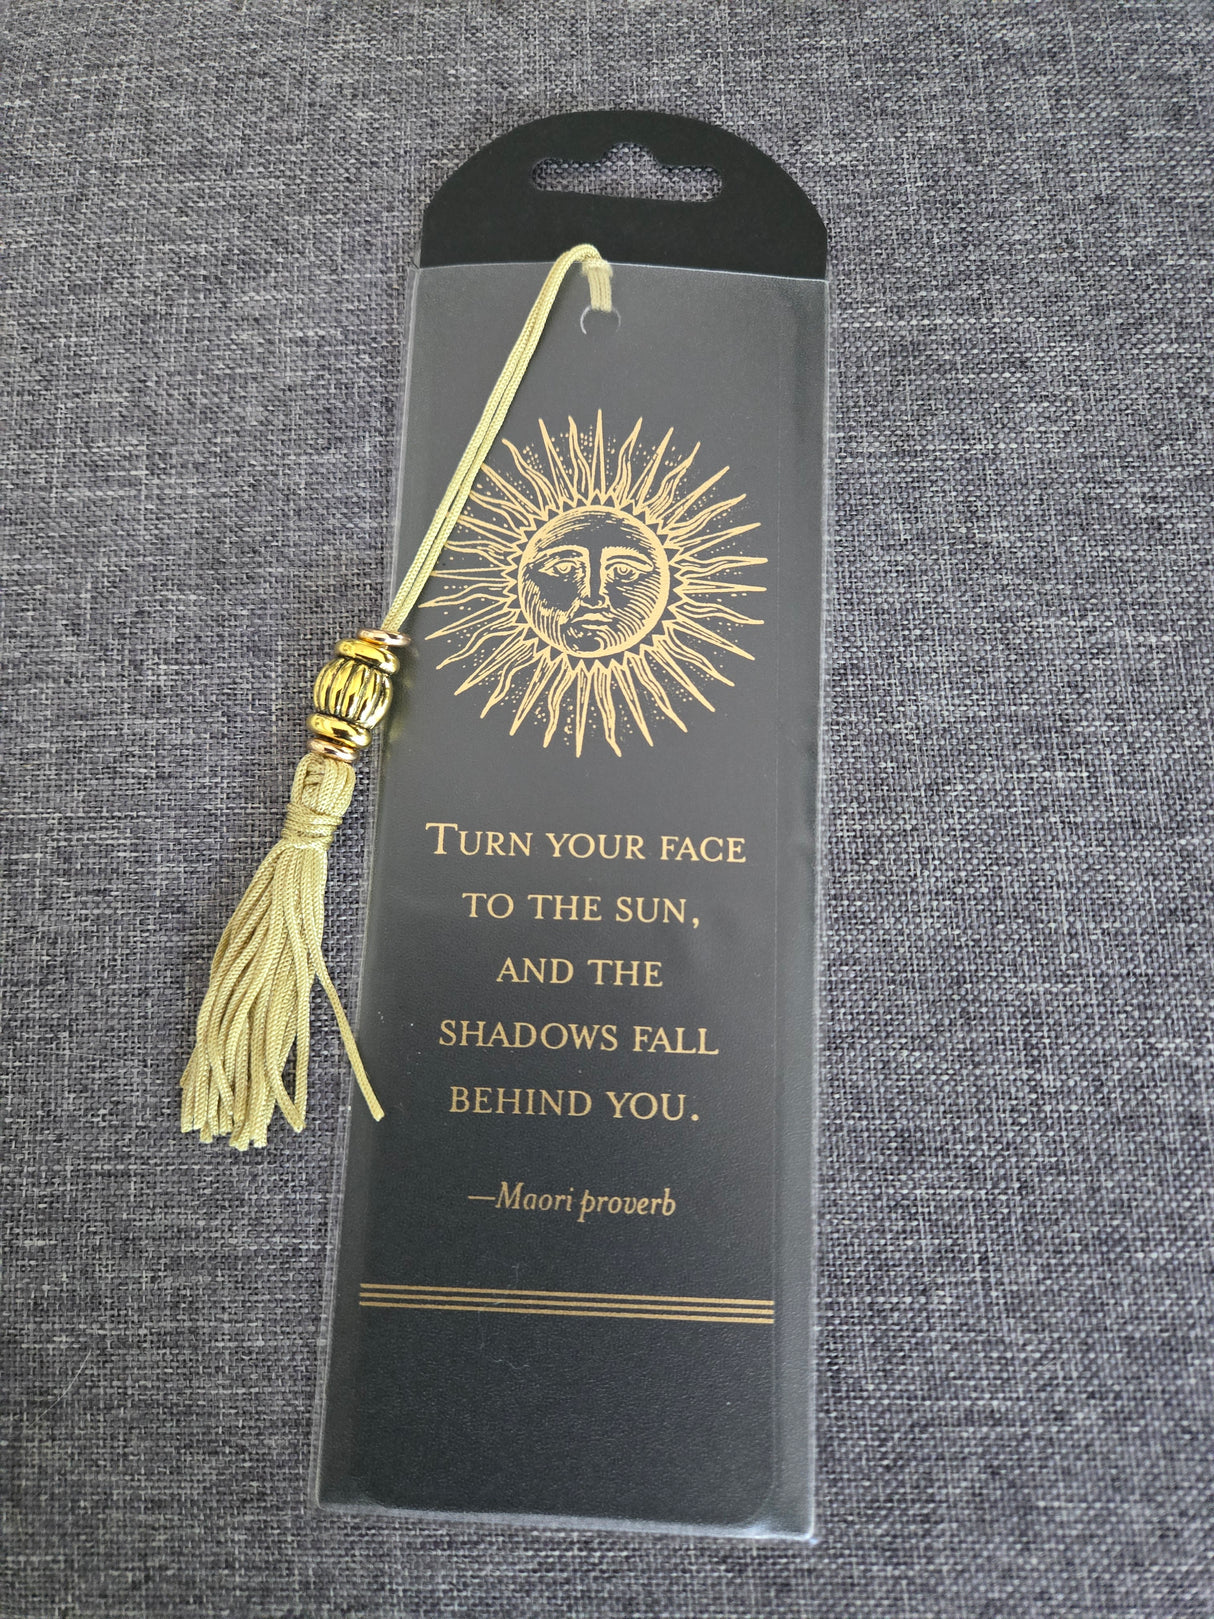 TURN YOUR FACE
TO THE SUN,
AND THE
SHADOWS FALL
BEHIND YOU.
—Maori proverb